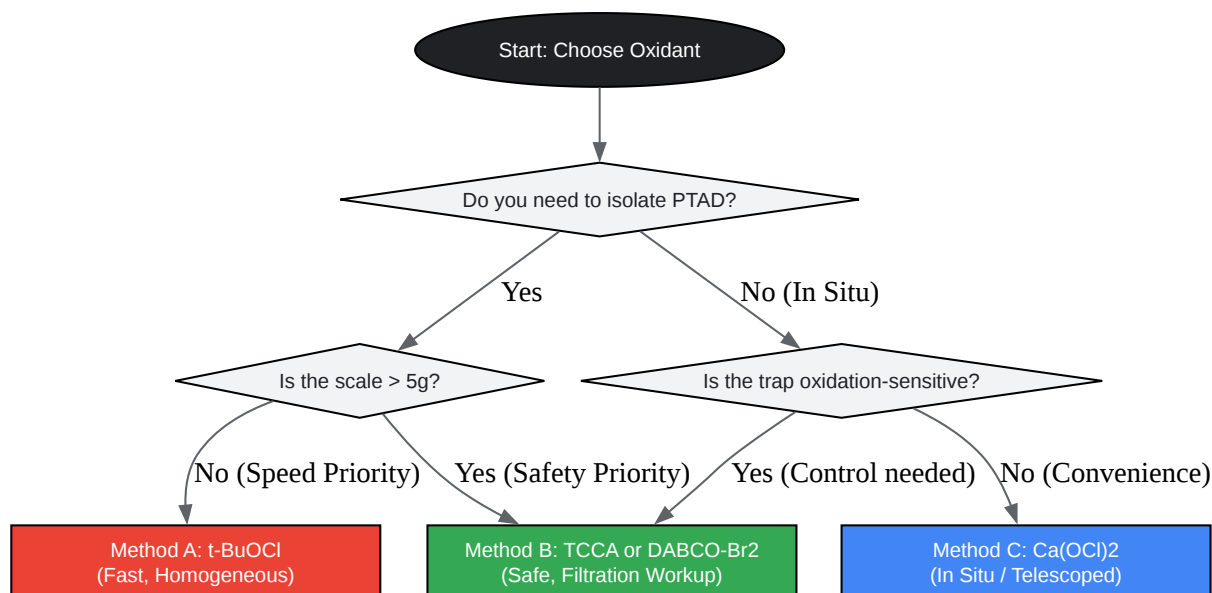 Start: Choose Oxidant
Do you need to isolate PTAD?
Yes
No (In Situ)
Is the scale > 5g?
Is the trap oxidation-sensitive?
No (Speed Priority)
Yes (Safety Priority)
Yes (Control needed)
No (Convenience)
Method A: t-BuOCl
(Fast, Homogeneous)
Method B: TCCA or DABCO-Br2
(Safe, Filtration Workup)
Method C: Ca(OCl)2
(In Situ / Telescoped)